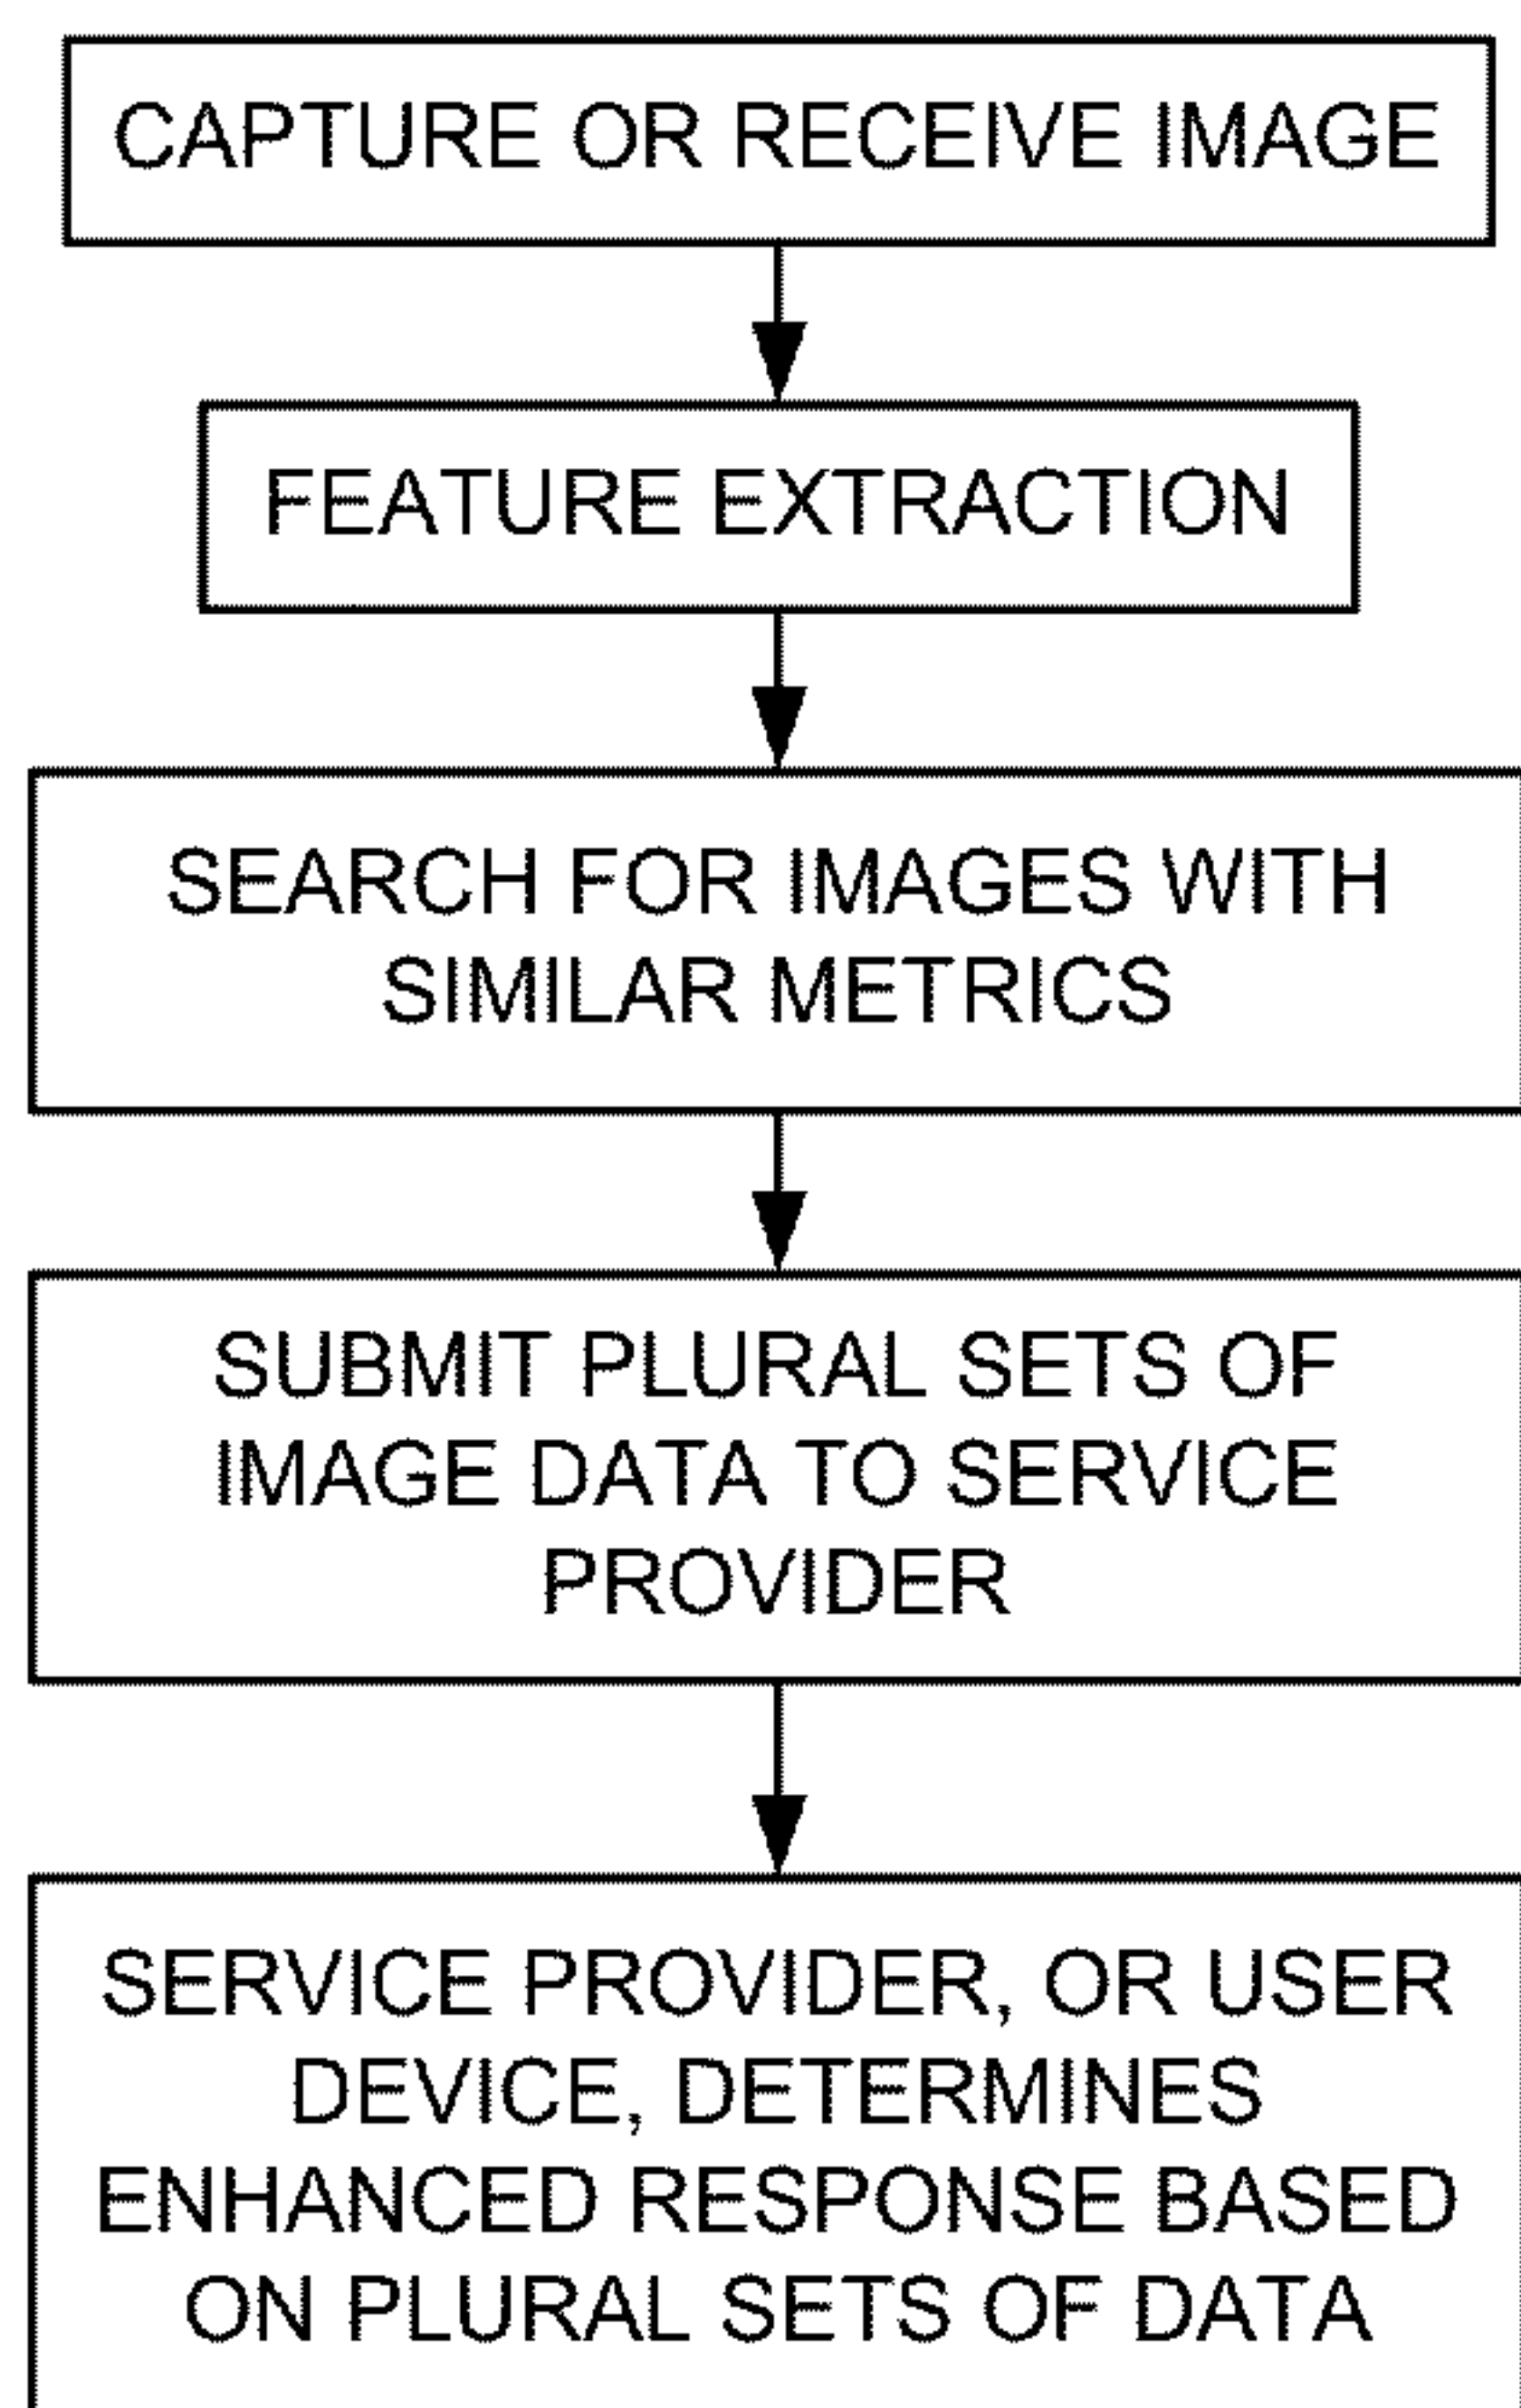 CAPTURE OR RECEIVE IMAGE
FEATURE EXTRACTION
SEARCH FOR IMAGES WITH
SIMILAR METRICS
SUBMIT PLURAL SETS OF
IMAGE DATA TO SERVICE
PROVIDER
SERVICE PROVIDER, OR USER
DEVICE, DETERMINES
ENHANCED RESPONSE BASED
ON PLURAL SETS OF DATA